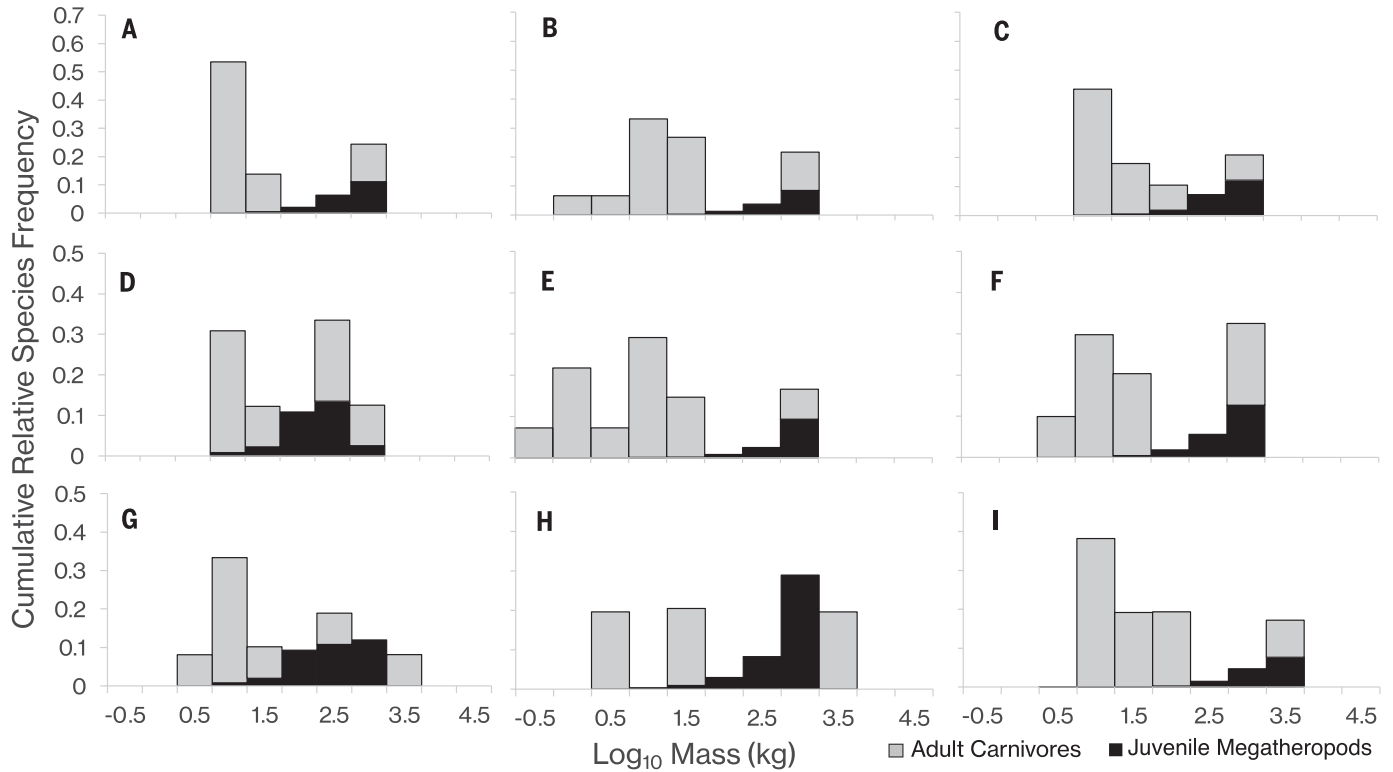 Cumulative Relative Species Frequency
0.7
0.6
0.5
0.4
0.3
0.2
0.1
0
A
B
C
0.5
0.4
0.3
0.2
0.1
0
D
E
F
0.5
0.4
0.3
0.2
0.1
0
G
H
I
-0.5 0.5 1.5 2.5 3.5 4.5
-0.5 0.5 1.5 2.5 3.5 4.5
-0.5 0.5 1.5 2.5 3.5 4.5
Log₁₀ Mass (kg)
Adult Carnivores
Juvenile Megatheropods